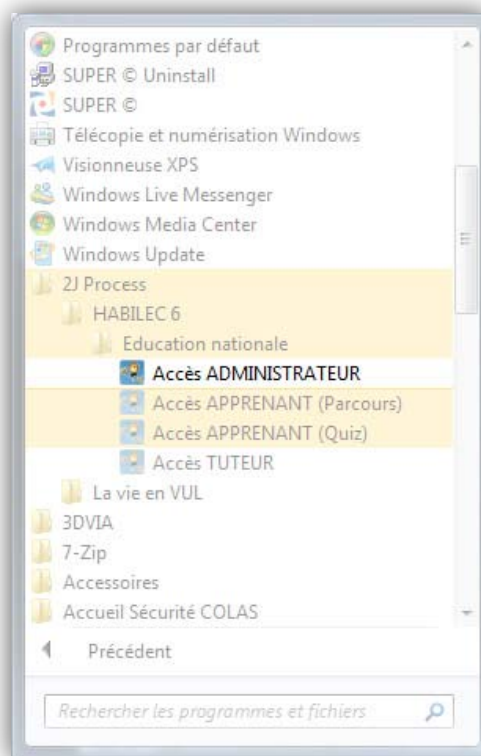 Programmes par défaut
SUPER © Uninstall
SUPER ©
Télécopie et numérisation Windows
Visionneuse XPS
Windows Live Messenger
Windows Media Center
Windows Update
2J Process
HABILEC 6
Education nationale
Accès ADMINISTRATEUR
Accès APPRENANT (Parcours)
Accès APPRENANT (Quiz)
Accès TUTEUR
La vie en VUL
3DVIA
7-Zip
Accessoires
Accueil Sécurité COLAS
Précédent
Rechercher les programmes et fichiers